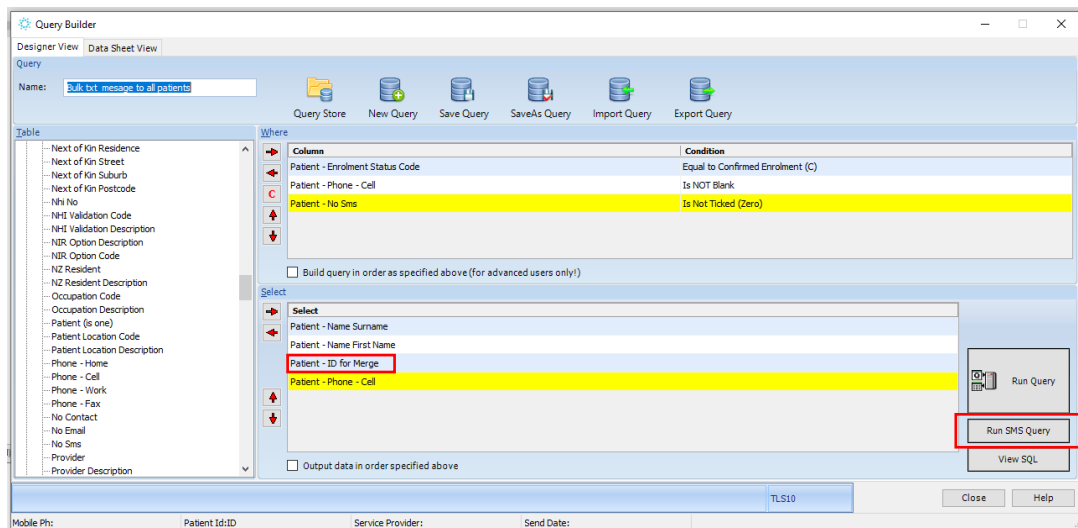 Query Builder
Designer View Data Sheet View
Query
Name: Bulk txt mesage to all patients
Query Store New Query Save Query SaveAs Query Import Query Export Query
Table
Next of Kin Residence
Next of Kin Street
Next of Kin Suburb
Next of Kin Postcode
Nhi No
NHI Validation Code
NHI Validation Description
NIR Option Description
NIR Option Code
NZ Resident
NZ Resident Description
Occupation Code
Occupation Description
Patient (is one)
Patient Location Code
Patient Location Description
Phone - Home
Phone - Cell
Phone - Work
Phone - Fax
No Contact
No Email
No Sms
Provider
Provider Description
Where
Column Condition
Patient - Enrolment Status Code Equal to Confirmed Enrolment (C)
Patient - Phone - Cell Is NOT Blank
Patient - No Sms Is Not Ticked (Zero)
C
Build query in order as specified above (for advanced users only!)
Select
Select
Patient - Name Surname
Patient - Name First Name
Patient - ID for Merge
Patient - Phone - Cell
Output data in order specified above
Run Query
Run SMS Query
View SQL
TLS10
Close Help
Mobile Ph: Patient Id:ID Service Provider: Send Date: